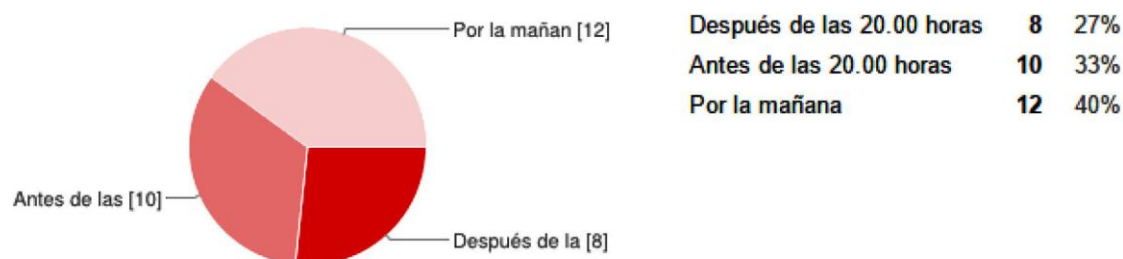 Por la mañan [12]
Antes de las [10]
Después de la [8]
Después de las 20.00 horas 8 27%
Antes de las 20.00 horas 10 33%
Por la mañana 12 40%